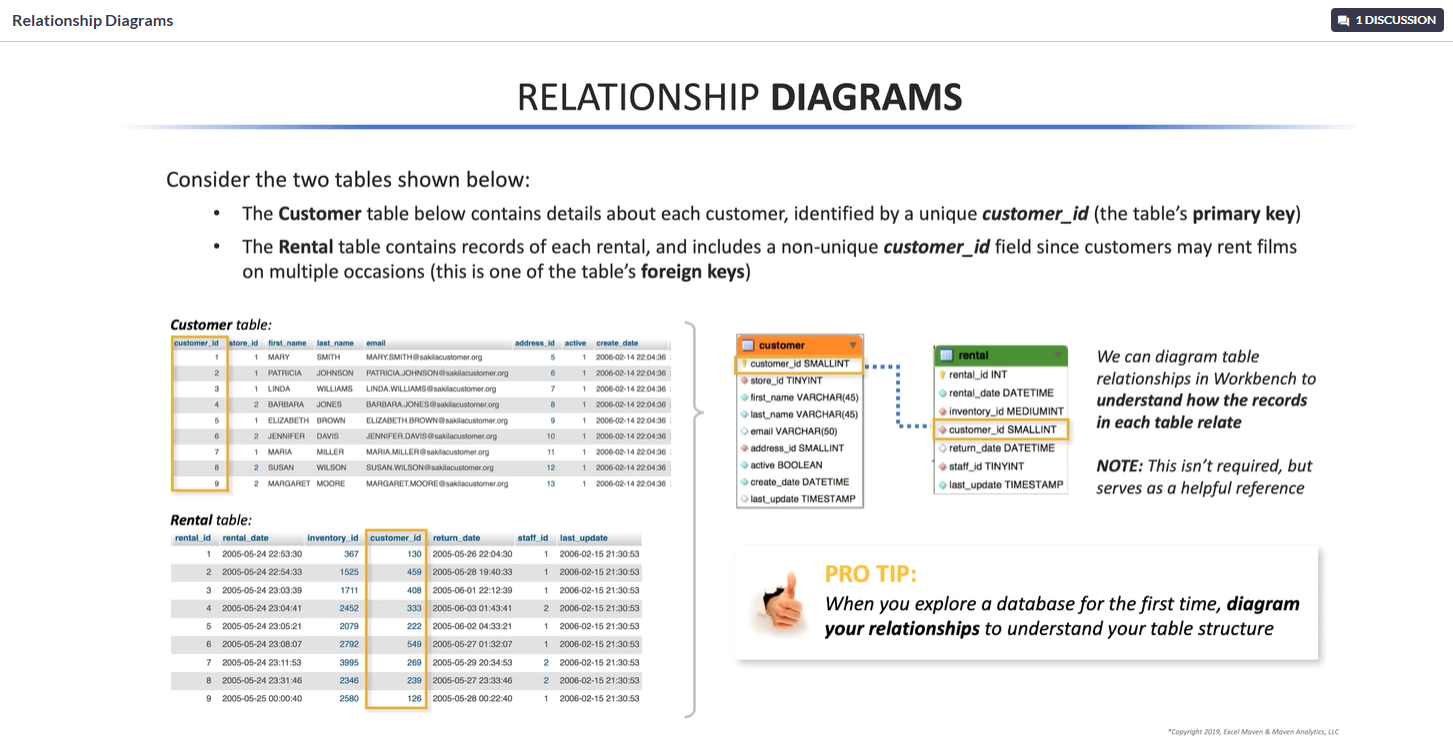 Relationship Diagrams
1 DISCUSSION
RELATIONSHIP DIAGRAMS
Consider the two tables shown below:
• The Customer table below contains details about each customer, identified by a unique customer_id (the table's primary key)
• The Rental table contains records of each rental, and includes a non-unique customer_id field since customers may rent films
on multiple occasions (this is one of the table's foreign keys)
Customer table:
customer_id store_id first_name last_name email address_id active create_date
1 1 MARY SMITH MARY.SMITH@sakilacustomer.org 5 1 2006-02-14 22:04:36
2 1 PATRICIA JOHNSON PATRICIA.JOHNSON@sakilacustomer.org 6 1 2006-02-14 22:04:36
3 1 LINDA WILLIAMS LINDA.WILLIAMS@sakilacustomer.org 7 1 2006-02-14 22:04:36
4 2 BARBARA JONES BARBARA.JONES@sakilacustomer.org 8 1 2006-02-14 22:04:36
5 1 ELIZABETH BROWN ELIZABETH.BROWN@sakilacustomer.org 9 1 2006-02-14 22:04:36
6 2 JENNIFER DAVIS JENNIFER.DAVIS@sakilacustomer.org 10 1 2006-02-14 22:04:36
7 1 MARIA MILLER MARIA.MILLER@sakilacustomer.org 11 1 2006-02-14 22:04:36
8 2 SUSAN WILSON SUSAN.WILSON@sakilacustomer.org 12 1 2006-02-14 22:04:36
9 2 MARGARET MOORE MARGARET.MOORE@sakilacustomer.org 13 1 2006-02-14 22:04:36
Rental table:
rental_id rental_date inventory_id customer_id return_date staff_id last_update
1 2005-05-24 22:53:30 367 130 2005-05-26 22:04:30 1 2006-02-15 21:30:53
2 2005-05-24 22:54:33 1525 459 2005-05-28 19:40:33 1 2006-02-15 21:30:53
3 2005-05-24 23:03:39 1711 408 2005-06-01 22:12:39 1 2006-02-15 21:30:53
4 2005-05-24 23:04:41 2452 333 2005-06-03 01:43:41 2 2006-02-15 21:30:53
5 2005-05-24 23:05:21 2079 222 2005-06-02 04:33:21 1 2006-02-15 21:30:53
6 2005-05-24 23:08:07 2792 549 2005-05-27 01:32:07 1 2006-02-15 21:30:53
7 2005-05-24 23:11:53 3995 269 2005-05-29 20:34:53 2 2006-02-15 21:30:53
8 2005-05-24 23:31:46 2346 239 2005-05-27 23:33:46 2 2006-02-15 21:30:53
9 2005-05-25 00:00:40 2580 126 2005-05-28 00:22:40 1 2006-02-15 21:30:53
customer
customer_id SMALLINT
store_id TINYINT
first_name VARCHAR(45)
last_name VARCHAR(45)
email VARCHAR(50)
address_id SMALLINT
active BOOLEAN
create_date DATETIME
last_update TIMESTAMP
rental
rental_id INT
rental_date DATETIME
inventory_id MEDIUMINT
customer_id SMALLINT
return_date DATETIME
staff_id TINYINT
last_update TIMESTAMP
We can diagram table
relationships in Workbench to
understand how the records
in each table relate
NOTE: This isn't required, but
serves as a helpful reference
PRO TIP:
When you explore a database for the first time, diagram
your relationships to understand your table structure
*Copyright 2019, Excel Maven & Maven Analytics, LLC